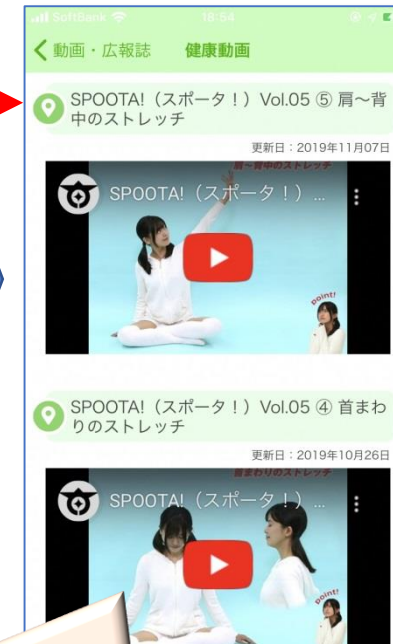 SoftBank 18:54
動画・広報誌 健康動画
SPOOTA!（スポータ！）Vol.05 ⑤ 肩～背
中のストレッチ
更新日：2019年11月07日
肩～背中のストレッチ
SPOOTA!（スポータ！）...
point!
SPOOTA!（スポータ！）Vol.05 ④ 首まわ
りのストレッチ
更新日：2019年10月26日
首まわりのストレッチ
SPOOTA!（スポータ！）...
point!